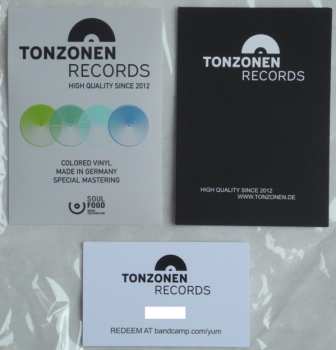 TONZONEN
RECORDS
HIGH QUALITY SINCE 2012
COLORED VINYL
MADE IN GERMANY
SPECIAL MASTERING
SOUL
FOOD
TONZONEN
RECORDS
HIGH QUALITY SINCE 2012
WWW.TONZONEN.DE
TONZONEN
RECORDS
REDEEM AT bandcamp.com/yum